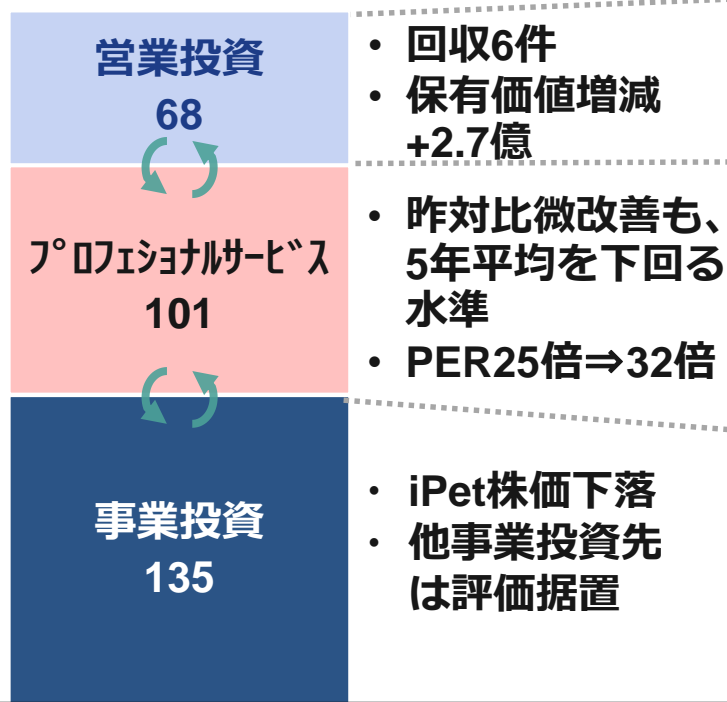 営業投資
68
• 回収6件
• 保有価値増減
+2.7億
ﾌﾟﾛﾌｪｼｮﾅﾙｻｰﾋﾞｽ
101
• 昨対比微改善も、
5年平均を下回る
水準
• PER25倍⇒32倍
事業投資
135
• iPet株価下落
• 他事業投資先
は評価据置